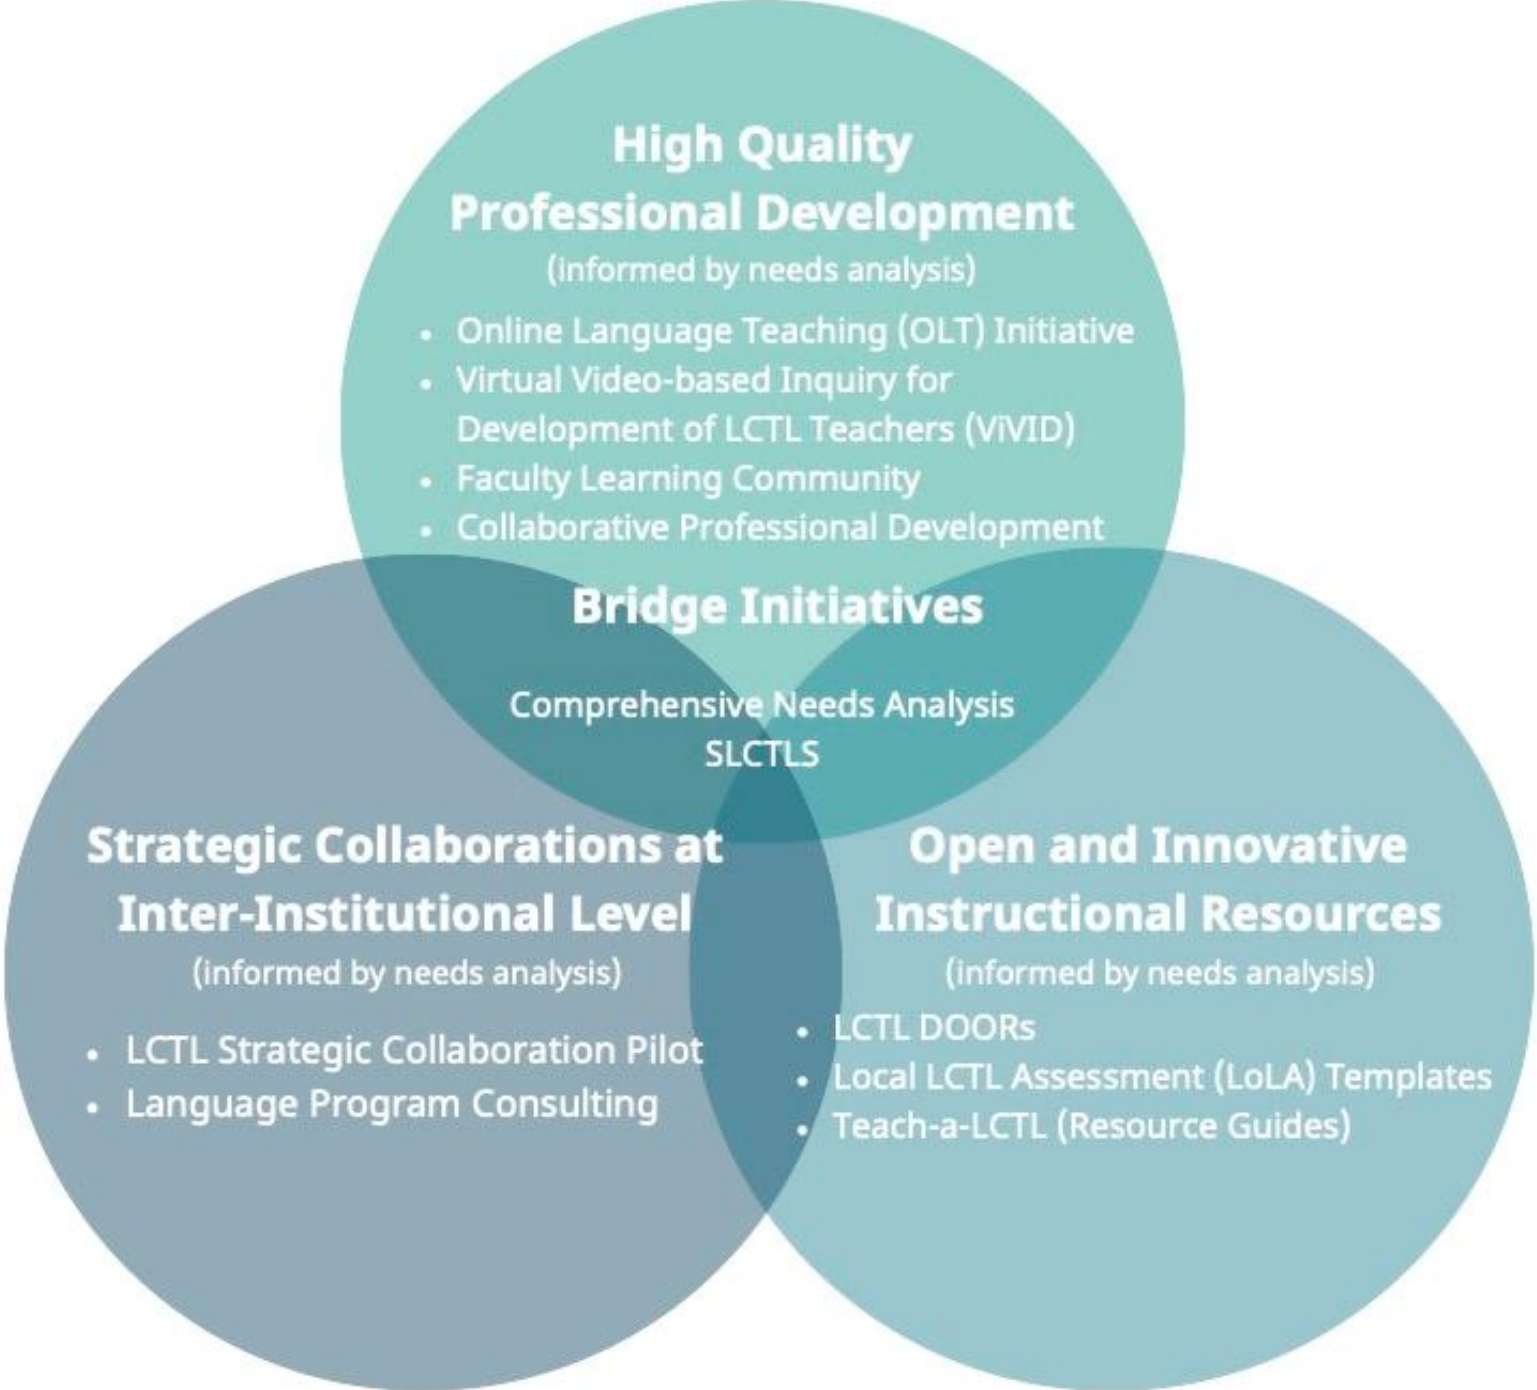 High Quality
Professional Development
(informed by needs analysis)
• Online Language Teaching (OLT) Initiative
• Virtual Video-based Inquiry for
Development of LCTL Teachers (ViVID)
• Faculty Learning Community
• Collaborative Professional Development
Bridge Initiatives
Comprehensive Needs Analysis
SLCTLS
Strategic Collaborations at
Inter-Institutional Level
(informed by needs analysis)
• LCTL Strategic Collaboration Pilot
• Language Program Consulting
Open and Innovative
Instructional Resources
(informed by needs analysis)
• LCTL DOORs
• Local LCTL Assessment (LoLA) Templates
• Teach-a-LCTL (Resource Guides)